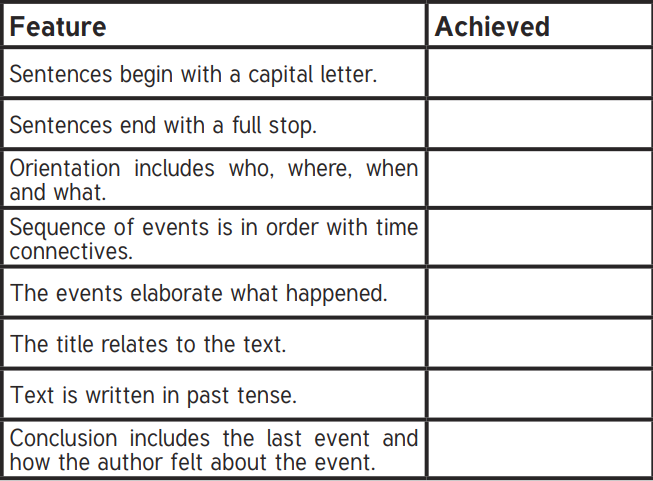 Feature Achieved
Sentences begin with a capital letter.
Sentences end with a full stop.
Orientation includes who, where, when
and what.
Sequence of events is in order with time
connectives.
The events elaborate what happened.
The title relates to the text.
Text is written in past tense.
Conclusion includes the last event and
how the author felt about the event.